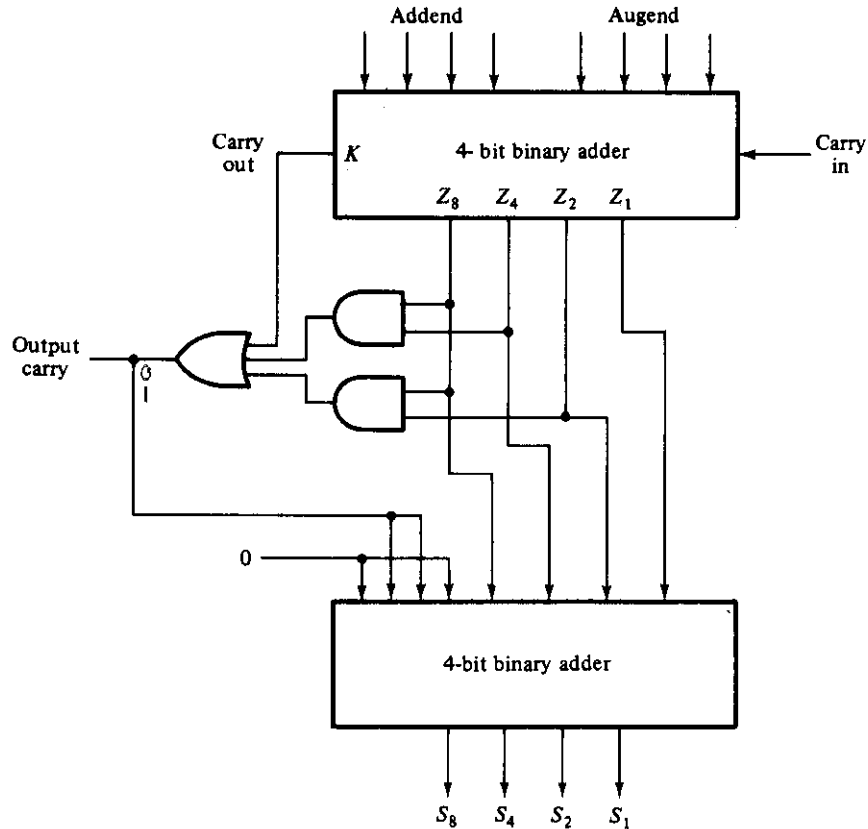 Addend Augend
Carry out
K
4-bit binary adder
Carry in
Z8 Z4 Z2 Z1
Output carry
0
1
0
4-bit binary adder
S8 S4 S2 S1